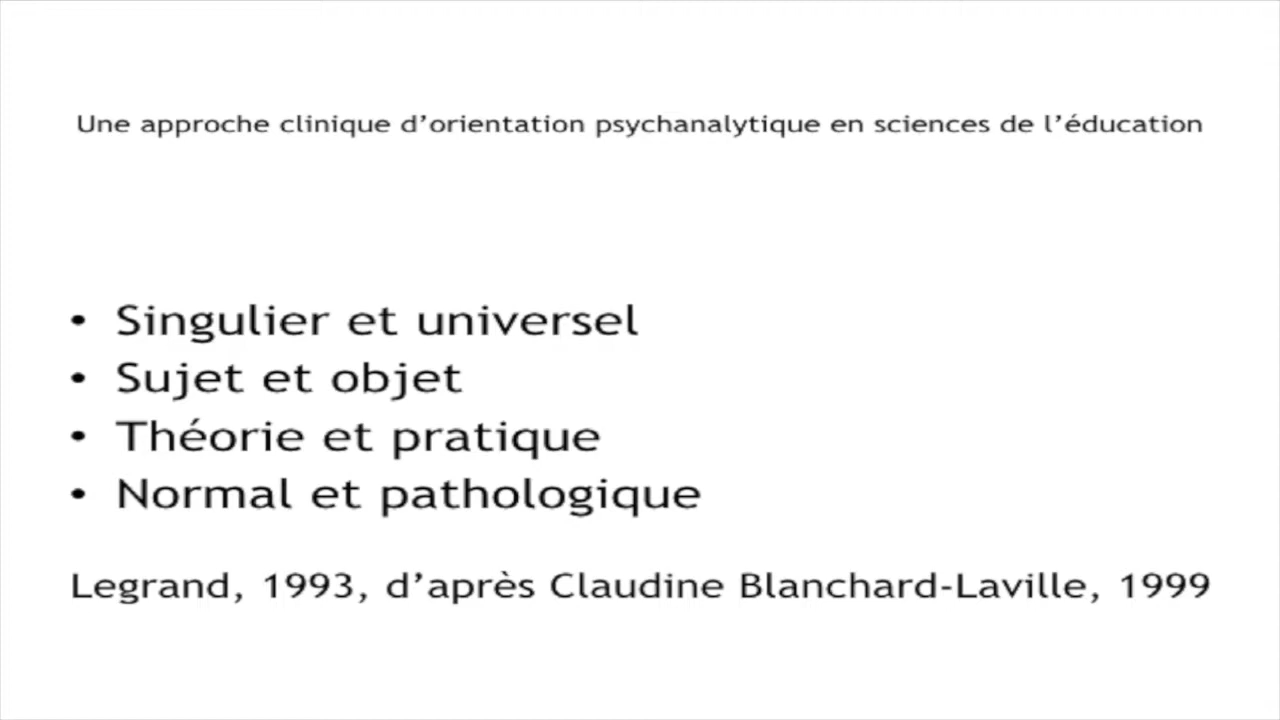 Une approche clinique d’orientation psychanalytique en sciences de l’éducation
• Singulier et universel
• Sujet et objet
• Théorie et pratique
• Normal et pathologique
Legrand, 1993, d’après Claudine Blanchard-Laville, 1999